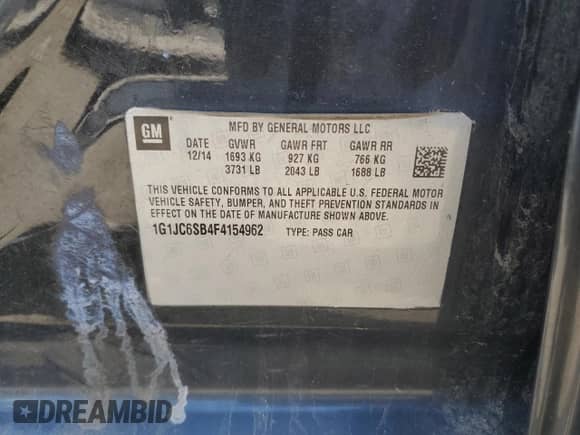 GM
MFD BY GENERAL MOTORS LLC
DATE GVWR GAWR FRT GAWR RR
12/14 1693 KG 927 KG 766 KG
3731 LB 2043 LB 1688 LB
THIS VEHICLE CONFORMS TO ALL APPLICABLE U.S. FEDERAL MOTOR
VEHICLE SAFETY, BUMPER, AND THEFT PREVENTION STANDARDS IN
EFFECT ON THE DATE OF MANUFACTURE SHOWN ABOVE.
1G1JC6SB4F4154962 TYPE: PASS CAR
DREAMBID